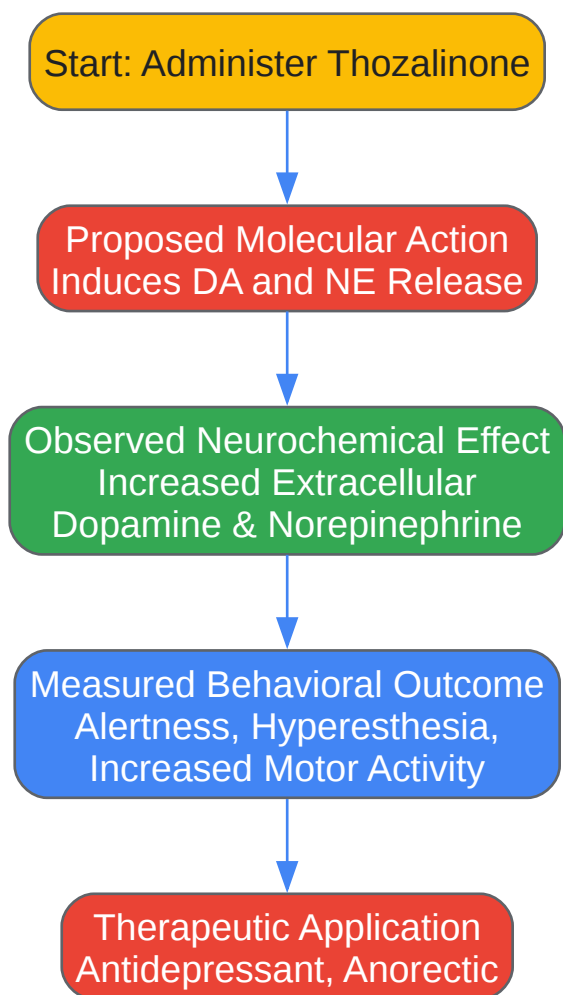 Start: Administer Thozalinone
Proposed Molecular Action
Induces DA and NE Release
Observed Neurochemical Effect
Increased Extracellular
Dopamine & Norepinephrine
Measured Behavioral Outcome
Alertness, Hyperesthesia,
Increased Motor Activity
Therapeutic Application
Antidepressant, Anorectic